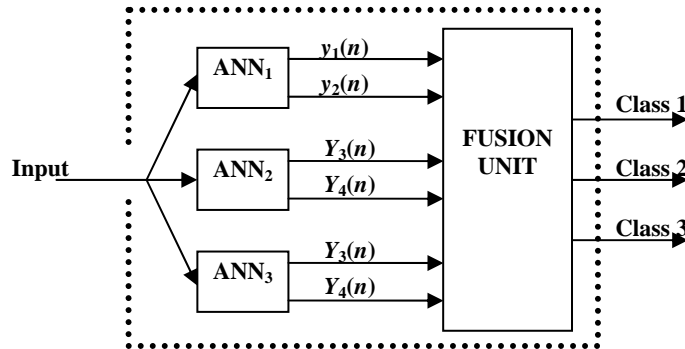 ANN₁
y₁(n)
y₂(n)
Input
ANN₂
Y₃(n)
Y₄(n)
ANN₃
Y₃(n)
Y₄(n)
FUSION
UNIT
Class 1
Class 2
Class 3